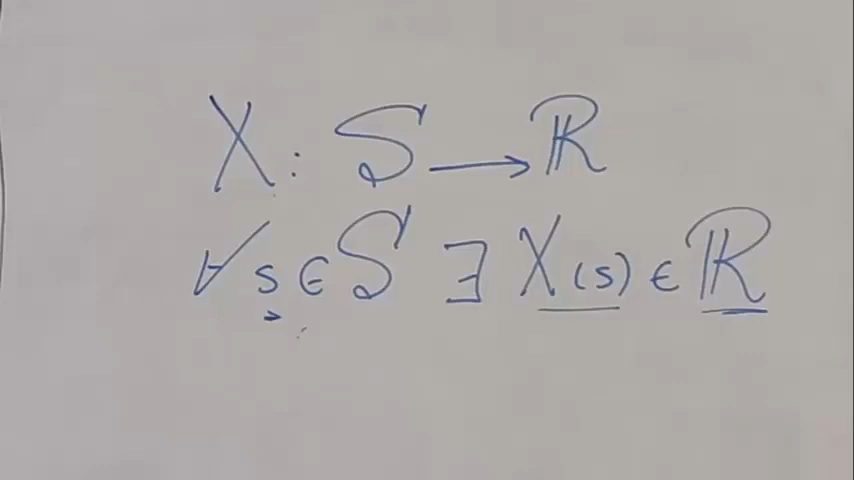 X : S → ℝ
∀ s ∈ S ∃ X(s) ∈ ℝ